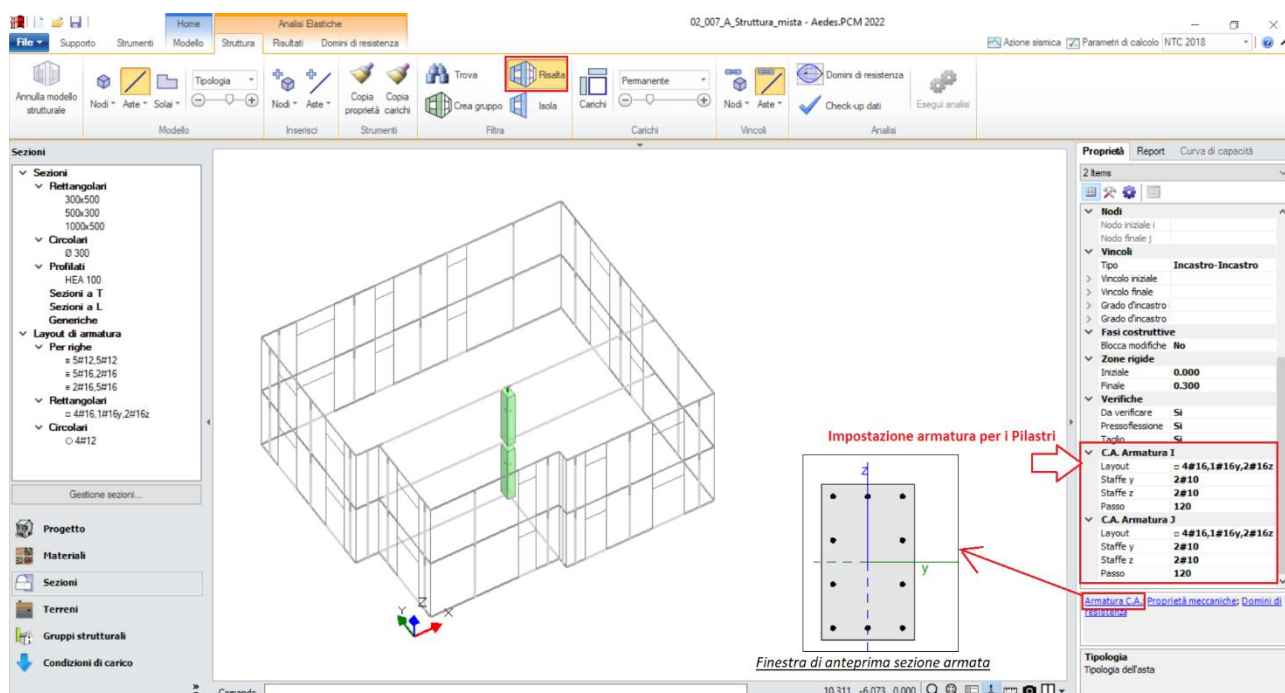 02_007_A_Struttura_mista - Aedes.PCM 2022
Home
Analisi Elastiche
File
Supporto
Strumenti
Modello
Struttura
Risultati
Domini di resistenza
Azione sismica
Parametri di calcolo
NTC 2018
Annulla modello
strutturale
Nodi
Aste
Solai
Tipologia
Modello
Nodi
Aste
Inserisci
Copia
proprietà
Copia
carichi
Strumenti
Trova
Crea gruppo
Risalta
Isola
Filtra
Carichi
Permanente
Carichi
Nodi
Aste
Vincoli
Domini di resistenza
Check-up dati
Esegui analisi
Analisi
Sezioni
Sezioni
Rettangolari
300x500
500x300
1000x500
Circolari
Ø 300
Profilati
HEA 100
Sezioni a T
Sezioni a L
Generiche
Layout di armatura
Per righe
5#12,5#12
5#16,2#16
2#16,5#16
Rettangolari
4#16,1#16y,2#16z
Circolari
4#12
Gestione sezioni...
Progetto
Materiali
Sezioni
Terreni
Gruppi strutturali
Condizioni di carico
»
Comando
Y Z X
Impostazione armatura per i Pilastri
z
y
Finestra di anteprima sezione armata
10.311 -6.073 0.000
Proprietà Report Curva di capacità
2 Items
Nodi
Nodo iniziale i
Nodo finale j
Vincoli
Tipo Incastro-Incastro
Vincolo iniziale
Vincolo finale
Grado d'incastro
Grado d'incastro
Fasi costruttive
Blocca modifiche No
Zone rigide
Iniziale 0.000
Finale 0.300
Verifiche
Da verificare Sì
Pressoflessione Sì
Taglio Sì
C.A. Armatura I
Layout 4#16,1#16y,2#16z
Staffe y 2#10
Staffe z 2#10
Passo 120
C.A. Armatura J
Layout 4#16,1#16y,2#16z
Staffe y 2#10
Staffe z 2#10
Passo 120
Armatura C.A.; Proprietà meccaniche; Domini di
resistenza
Tipologia
Tipologia dell'asta